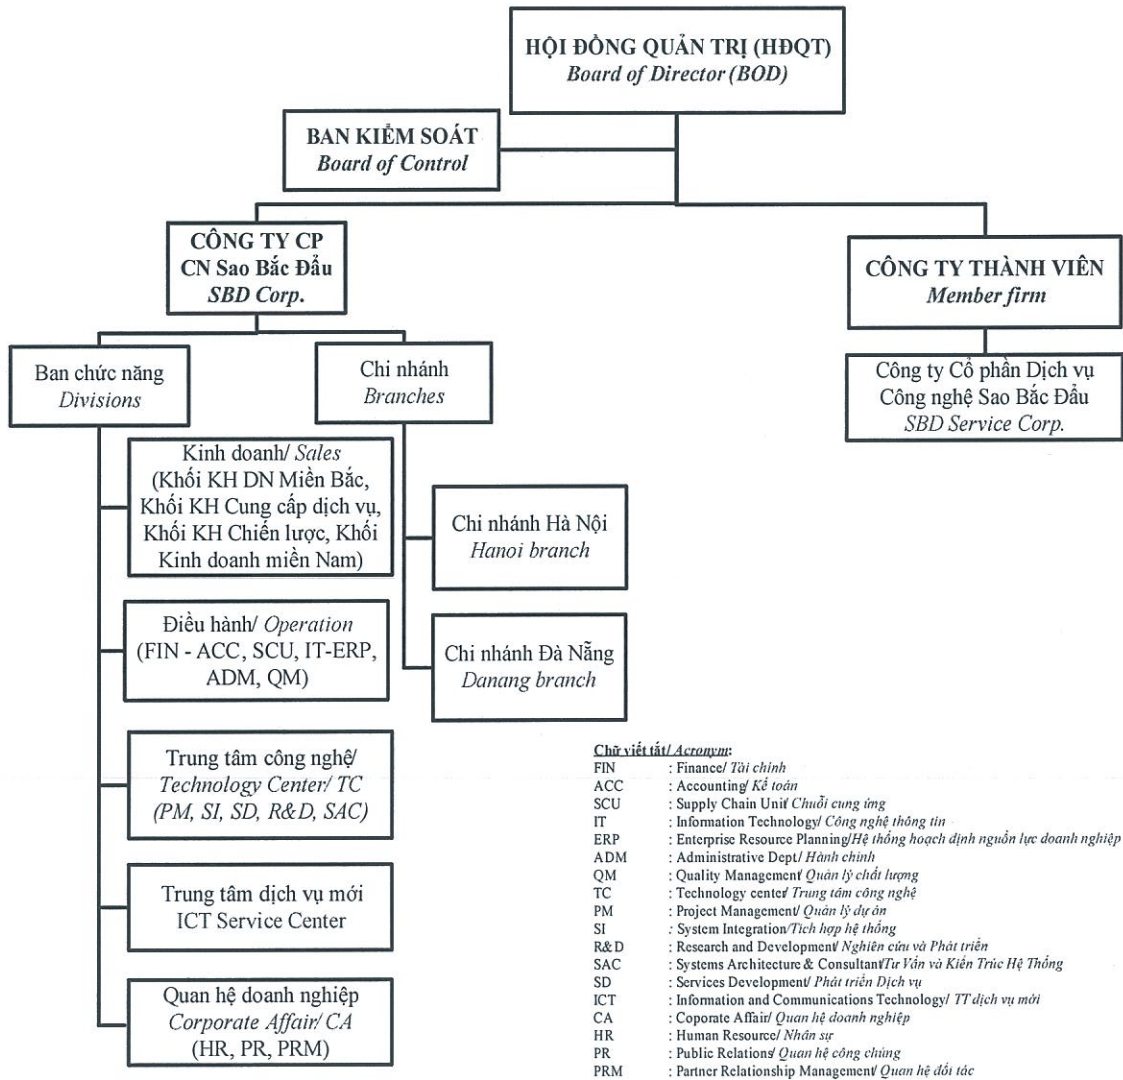 HỘI ĐỒNG QUẢN TRỊ (HĐQT)
Board of Director (BOD)
BAN KIỂM SOÁT
Board of Control
CÔNG TY CP
CN Sao Bắc Đẩu
SBD Corp.
CÔNG TY THÀNH VIÊN
Member firm
Ban chức năng
Divisions
Chi nhánh
Branches
Công ty Cổ phần Dịch vụ
Công nghệ Sao Bắc Đẩu
SBD Service Corp.
Kinh doanh/ Sales
(Khối KH DN Miền Bắc,
Khối KH Cung cấp dịch vụ,
Khối KH Chiến lược, Khối
Kinh doanh miền Nam)
Chi nhánh Hà Nội
Hanoi branch
Điều hành/ Operation
(FIN - ACC, SCU, IT-ERP,
ADM, QM)
Chi nhánh Đà Nẵng
Danang branch
Trung tâm công nghệ/
Technology Center/ TC
(PM, SI, SD, R&D, SAC)
Trung tâm dịch vụ mới
ICT Service Center
Quan hệ doanh nghiệp
Corporate Affair/ CA
(HR, PR, PRM)
Chữ viết tắt/ Acronym:
FIN : Finance/ Tài chính
ACC : Accounting/ Kế toán
SCU : Supply Chain Unit/ Chuỗi cung ứng
IT : Information Technology/ Công nghệ thông tin
ERP : Enterprise Resource Planning/Hệ thống hoạch định nguồn lực doanh nghiệp
ADM : Administrative Dept./ Hành chính
QM : Quality Management/ Quản lý chất lượng
TC : Technology center/ Trung tâm công nghệ
PM : Project Management/ Quản lý dự án
SI : System Integration/Tích hợp hệ thống
R&D : Research and Development/ Nghiên cứu và Phát triển
SAC : Systems Architecture & Consultant/Tư Vấn và Kiến Trúc Hệ Thống
SD : Services Development/ Phát triển Dịch vụ
ICT : Information and Communications Technology/ TT dịch vụ mới
CA : Coporate Affair/ Quan hệ doanh nghiệp
HR : Human Resource/ Nhân sự
PR : Public Relations/ Quan hệ công chúng
PRM : Partner Relationship Management/ Quan hệ đối tác